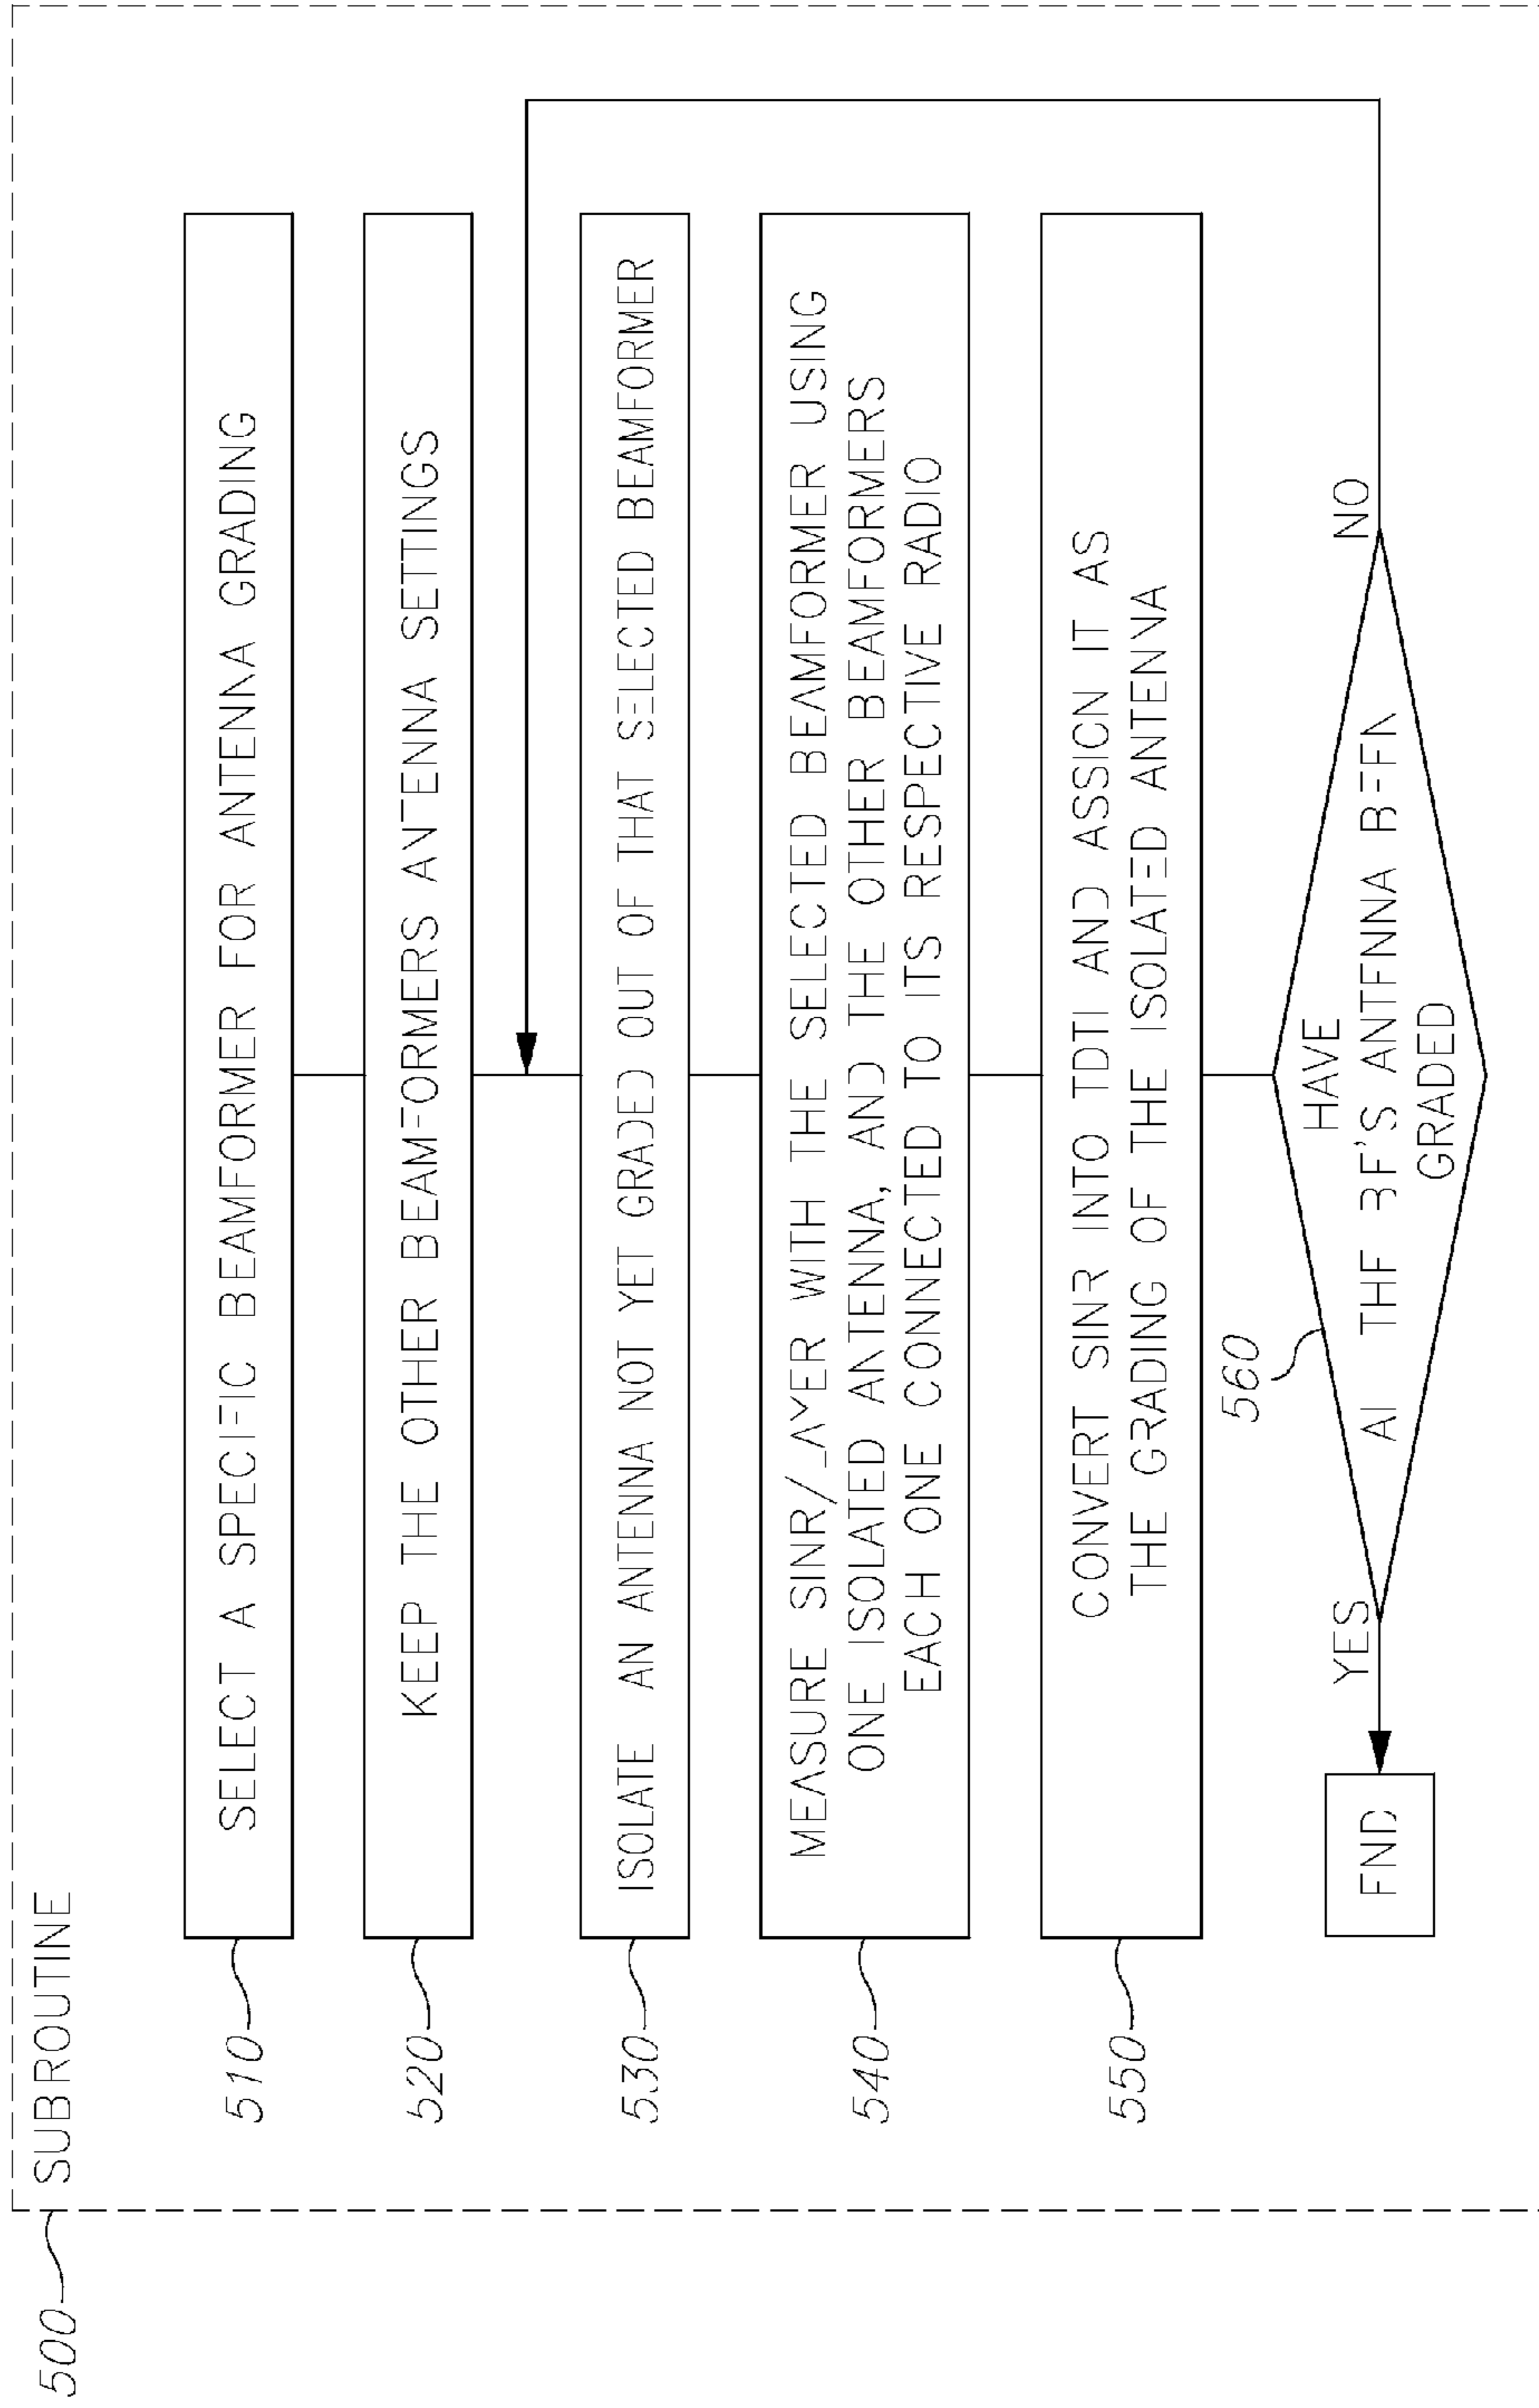 500
SUBROUTINE
510
SELECT A SPECIFIC BEAMFORMER FOR ANTENNA GRADING
520
KEEP THE OTHER BEAMFORMERS ANTENNA SETTINGS
530
ISOLATE AN ANTENNA NOT YET GRADED OUT OF THAT SELECTED BEAMFORMER
540
MEASURE SINR/LAYER WITH THE SELECTED BEAMFORMER USING
ONE ISOLATED ANTENNA, AND THE OTHER BEAMFORMERS
EACH ONE CONNECTED TO ITS RESPECTIVE RADIO
550
CONVERT SINR INTO TDTI AND ASSIGN IT AS
THE GRADING OF THE ISOLATED ANTENNA
560
HAVE
ALL THE BF'S ANTENNA BEEN
GRADED
YES
NO
END